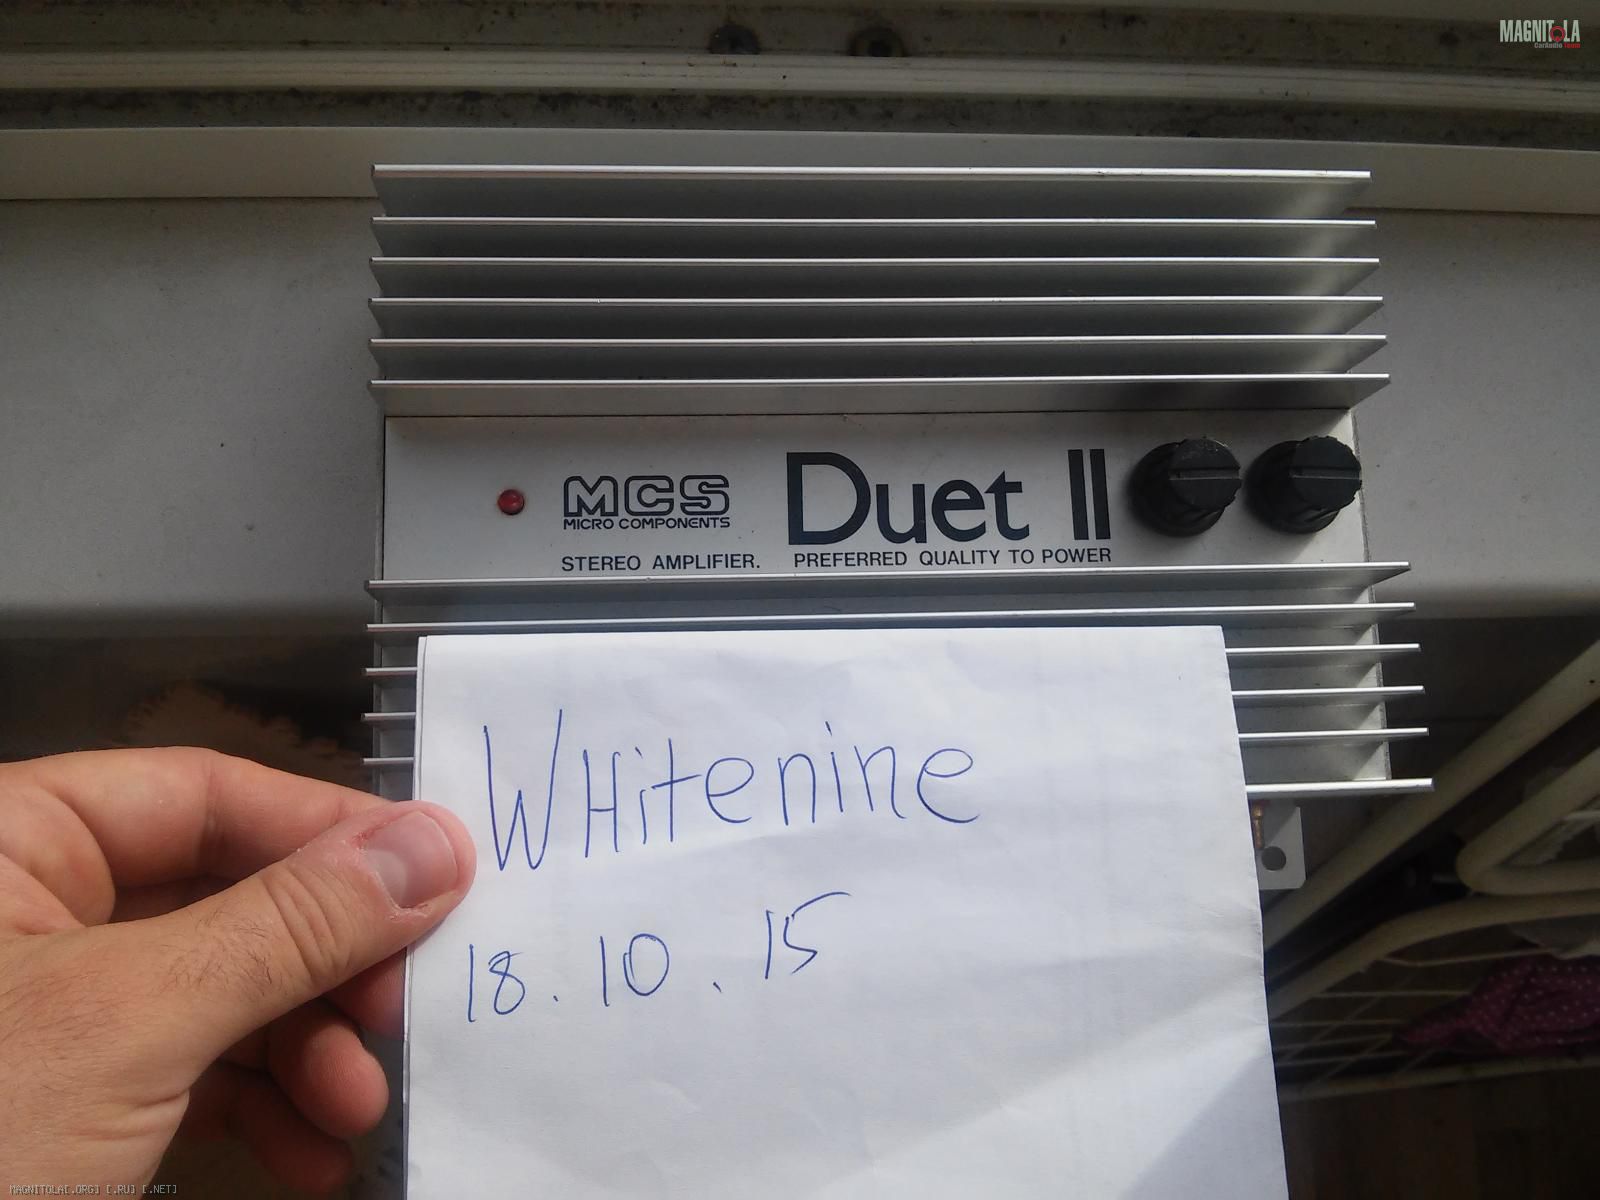 MAGNITOLA
CarAudio Team
MCS
MICRO COMPONENTS
Duet II
STEREO AMPLIFIER. PREFERRED QUALITY TO POWER
WHitenine
18.10.15
MAGNITOLA[.ORG] [.RU] [.NET]